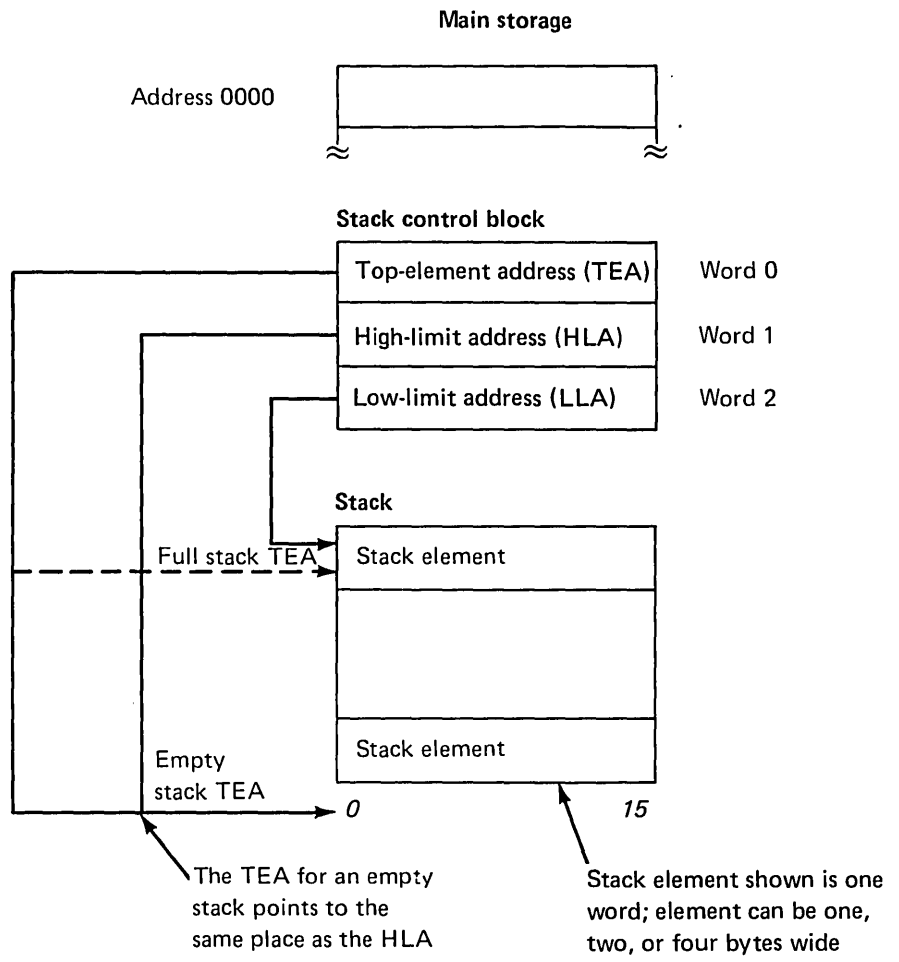 Main storage
Address 0000
Stack control block
Top-element address (TEA) Word 0
High-limit address (HLA) Word 1
Low-limit address (LLA) Word 2
Stack
Full stack TEA
Stack element
Stack element
Empty
stack TEA
0 15
The TEA for an empty
stack points to the
same place as the HLA
Stack element shown is one
word; element can be one,
two, or four bytes wide